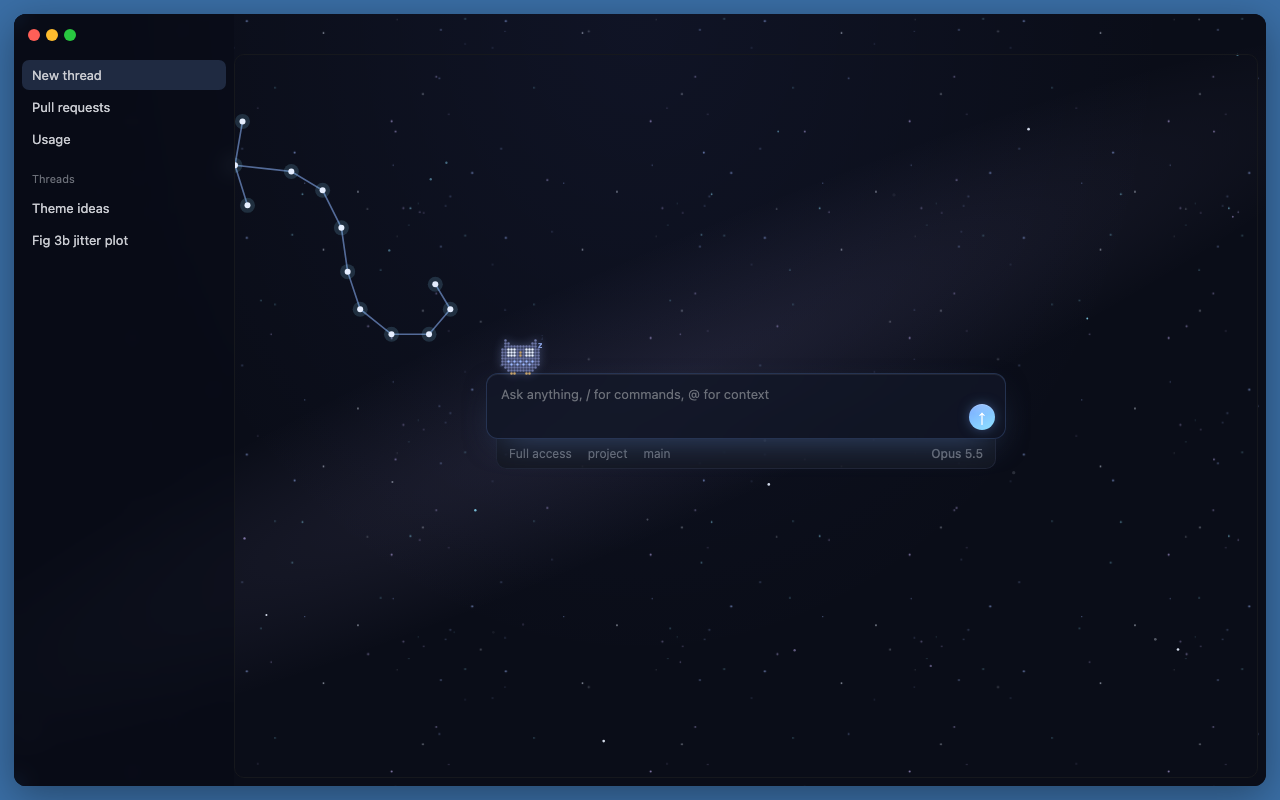 New thread
Pull requests
Usage
Threads
Theme ideas
Fig 3b jitter plot
z
Ask anything, / for commands, @ for context
Full access project main Opus 5.5